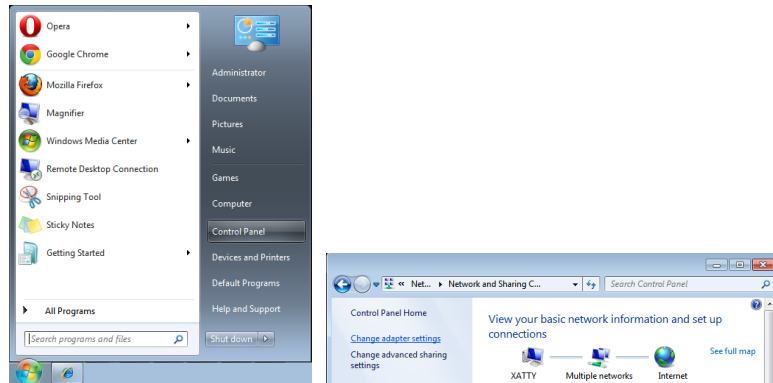 Opera
Google Chrome
Mozilla Firefox
Magnifier
Windows Media Center
Remote Desktop Connection
Snipping Tool
Sticky Notes
Getting Started
All Programs
Search programs and files
Administrator
Documents
Pictures
Music
Games
Computer
Control Panel
Devices and Printers
Default Programs
Help and Support
Shut down
« Net... Network and Sharing C...
Search Control Panel
Control Panel Home
Change adapter settings
Change advanced sharing
settings
View your basic network information and set up
connections
See full map
XATTY Multiple networks Internet